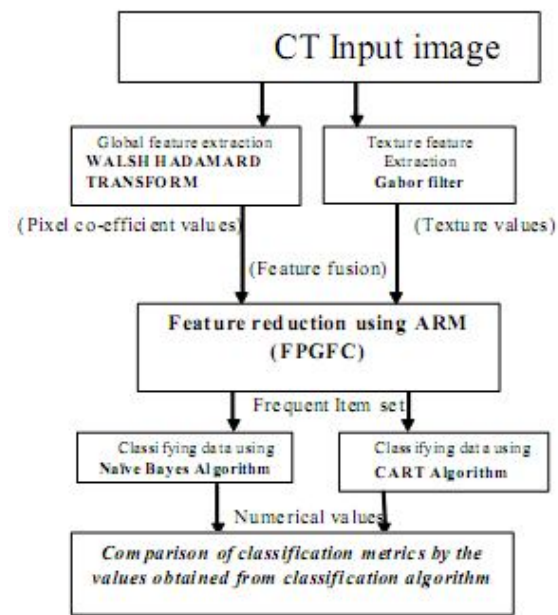 CT Input image
Global feature extraction
WALSH HADAMARD
TRANSFORM
Texture feature
Extraction
Gabor filter
(Pixel co-efficient values)
(Texture values)
(Feature fusion)
Feature reduction using ARM
(FPGFC)
Frequent Item set
Classifying data using
Naïve Bayes Algorithm
Classifying data using
CART Algorithm
Numerical values
Comparison of classification metrics by the
values obtained from classification algorithm